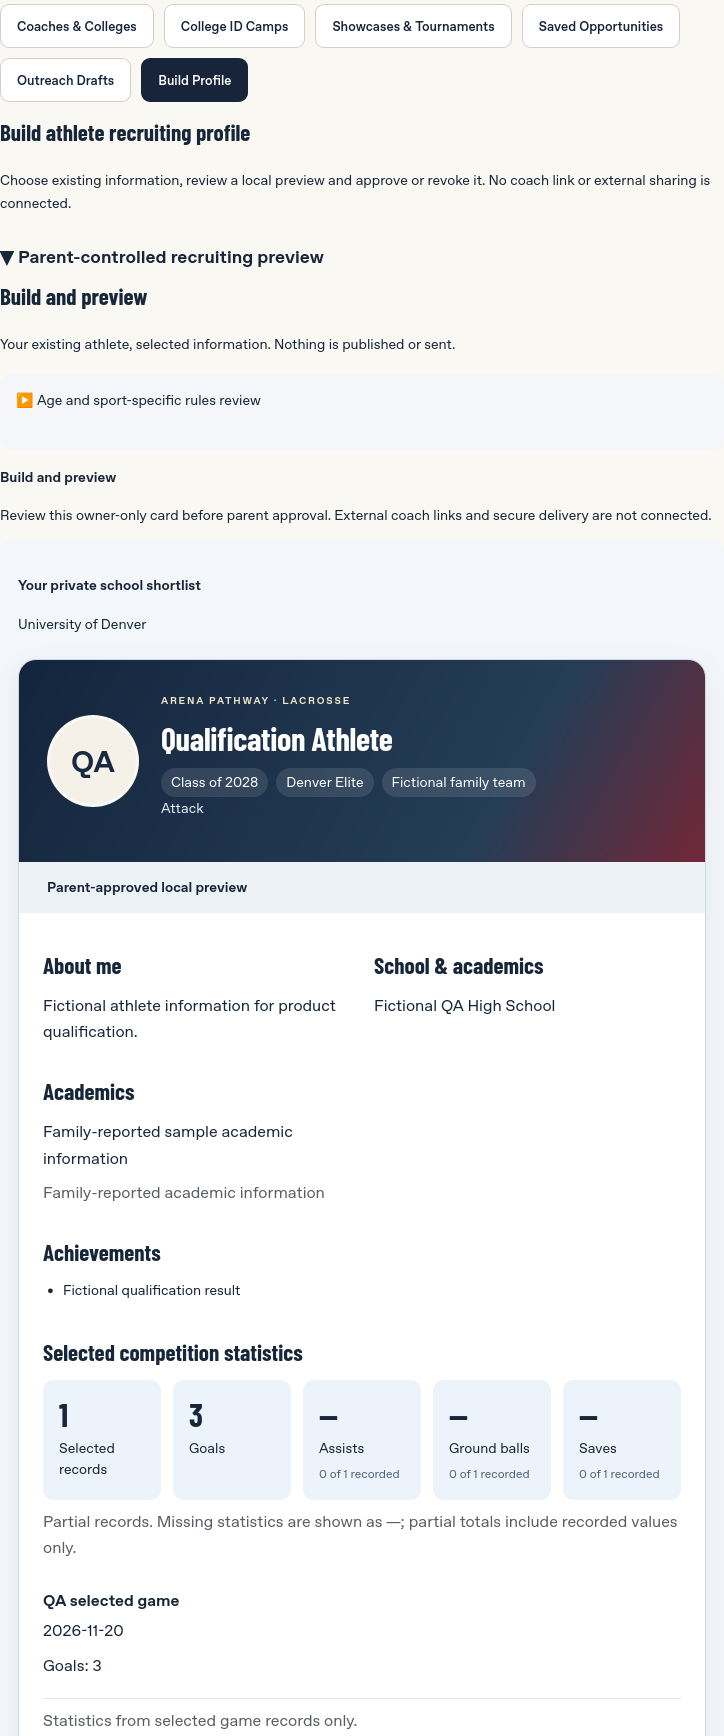 Coaches & Colleges
College ID Camps
Showcases & Tournaments
Saved Opportunities
Outreach Drafts
Build Profile
Build athlete recruiting profile
Choose existing information, review a local preview and approve or revoke it. No coach link or external sharing is
connected.
▼ Parent-controlled recruiting preview
Build and preview
Your existing athlete, selected information. Nothing is published or sent.
▶ Age and sport-specific rules review
Build and preview
Review this owner-only card before parent approval. External coach links and secure delivery are not connected.
Your private school shortlist
University of Denver
ARENA PATHWAY · LACROSSE
QA
Qualification Athlete
Class of 2028
Denver Elite
Fictional family team
Attack
Parent-approved local preview
About me
Fictional athlete information for product
qualification.
School & academics
Fictional QA High School
Academics
Family-reported sample academic
information
Family-reported academic information
Achievements
• Fictional qualification result
Selected competition statistics
1
Selected
records
3
Goals
—
Assists
0 of 1 recorded
—
Ground balls
0 of 1 recorded
—
Saves
0 of 1 recorded
Partial records. Missing statistics are shown as —; partial totals include recorded values
only.
QA selected game
2026-11-20
Goals: 3
Statistics from selected game records only.